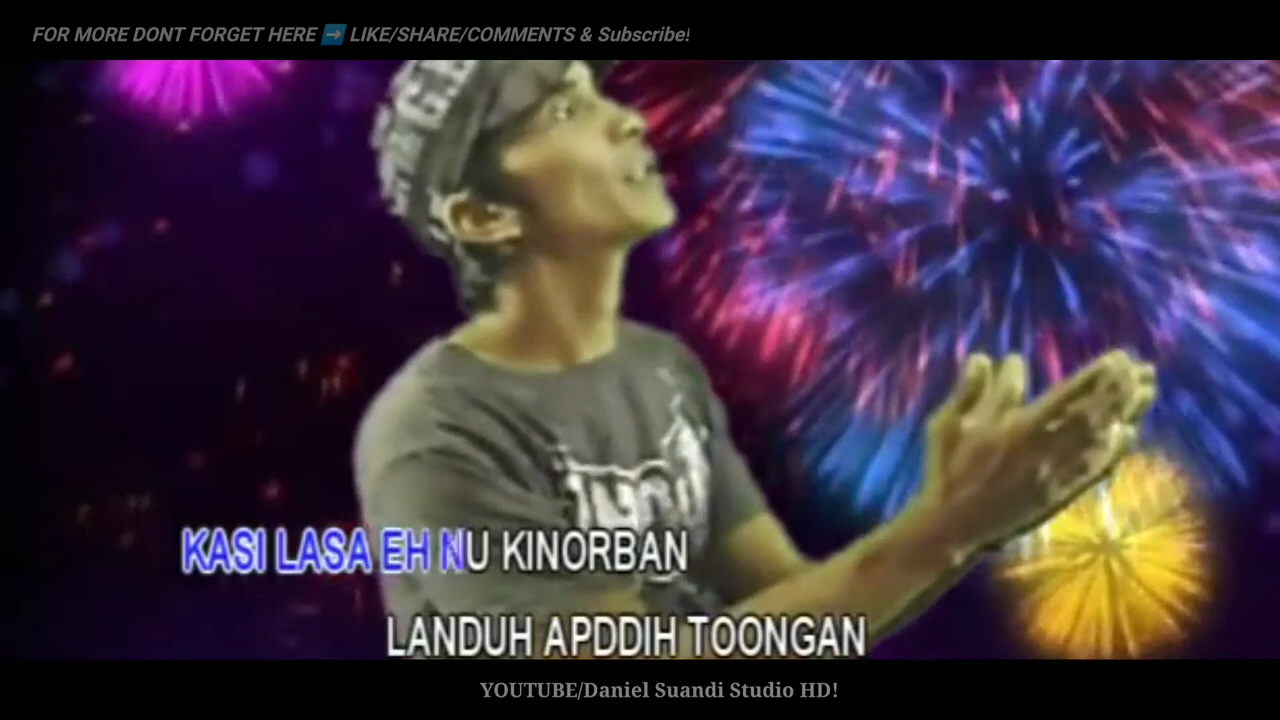 FOR MORE DONT FORGET HERE ➡ LIKE/SHARE/COMMENTS & Subscribe!
KASI LASA EH NU KINORBAN
LANDUH APDDIH TOONGAN
YOUTUBE/Daniel Suandi Studio HD!